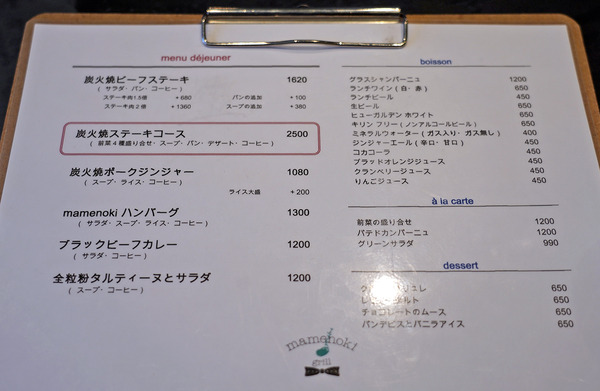 menu déjeuner
炭火焼ビーフステーキ 1620
( サラダ・パン・コーヒー )
ステーキ肉1.5倍 +680 パンの追加 +100
ステーキ肉2倍 +1360 スープの追加 +380
炭火焼ステーキコース 2500
( 前菜4種盛り合せ・スープ・パン・デザート・コーヒー )
炭火焼ポークジンジャー 1080
( スープ・ライス・コーヒー )
ライス大盛 +200
mamenoki ハンバーグ 1300
( サラダ・スープ・ライス・コーヒー )
ブラックビーフカレー 1200
( サラダ・コーヒー )
全粒粉タルティーヌとサラダ 1200
( スープ・コーヒー )
boisson
グラスシャンパーニュ 1200
ランチワイン (白・赤) 650
ランチビール 450
生ビール 650
ヒューガルデン ホワイト 650
キリン フリー (ノンアルコールビール) 650
ミネラルウォーター (ガス入り・ガス無し) 400
ジンジャーエール (辛口・甘口) 450
コカコーラ 450
ブラッドオレンジジュース 450
クランベリージュース 450
りんごジュース 450
à la carte
前菜の盛り合せ 1200
パテドカンパーニュ 1200
グリーンサラダ 990
dessert
650
650
チョコレートのムース 650
パンデピスとバニラアイス 650
mamenoki
grill